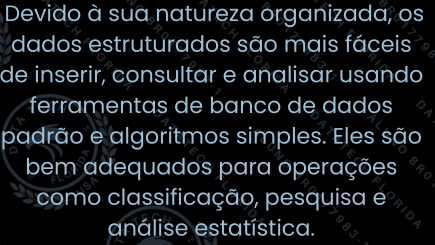 Devido à sua natureza organizada, os
dados estruturados são mais fáceis
de inserir, consultar e analisar usando
ferramentas de banco de dados
padrão e algoritmos simples. Eles são
bem adequados para operações
como classificação, pesquisa e
análise estatística.